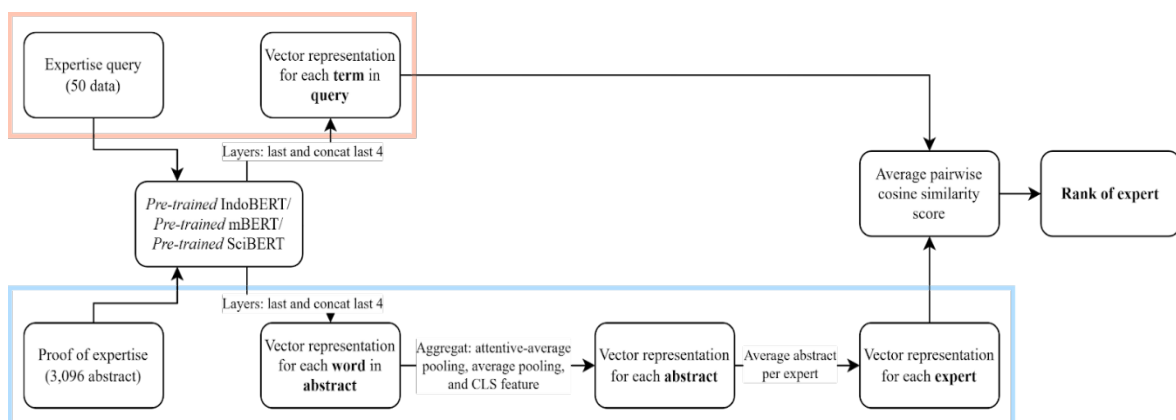 Expertise query
(50 data)
Vector representation
for each term in
query
Layers: last and concat last 4
Pre-trained IndoBERT/
Pre-trained mBERT/
Pre-trained SciBERT
Average pairwise
cosine similarity
score
Rank of expert
Layers: last and concat last 4
Proof of expertise
(3,096 abstract)
Vector representation
for each word in
abstract
Aggregat: attentive-average
pooling, average pooling,
and CLS feature
Vector representation
for each abstract
Average abstract
per expert
Vector representation
for each expert